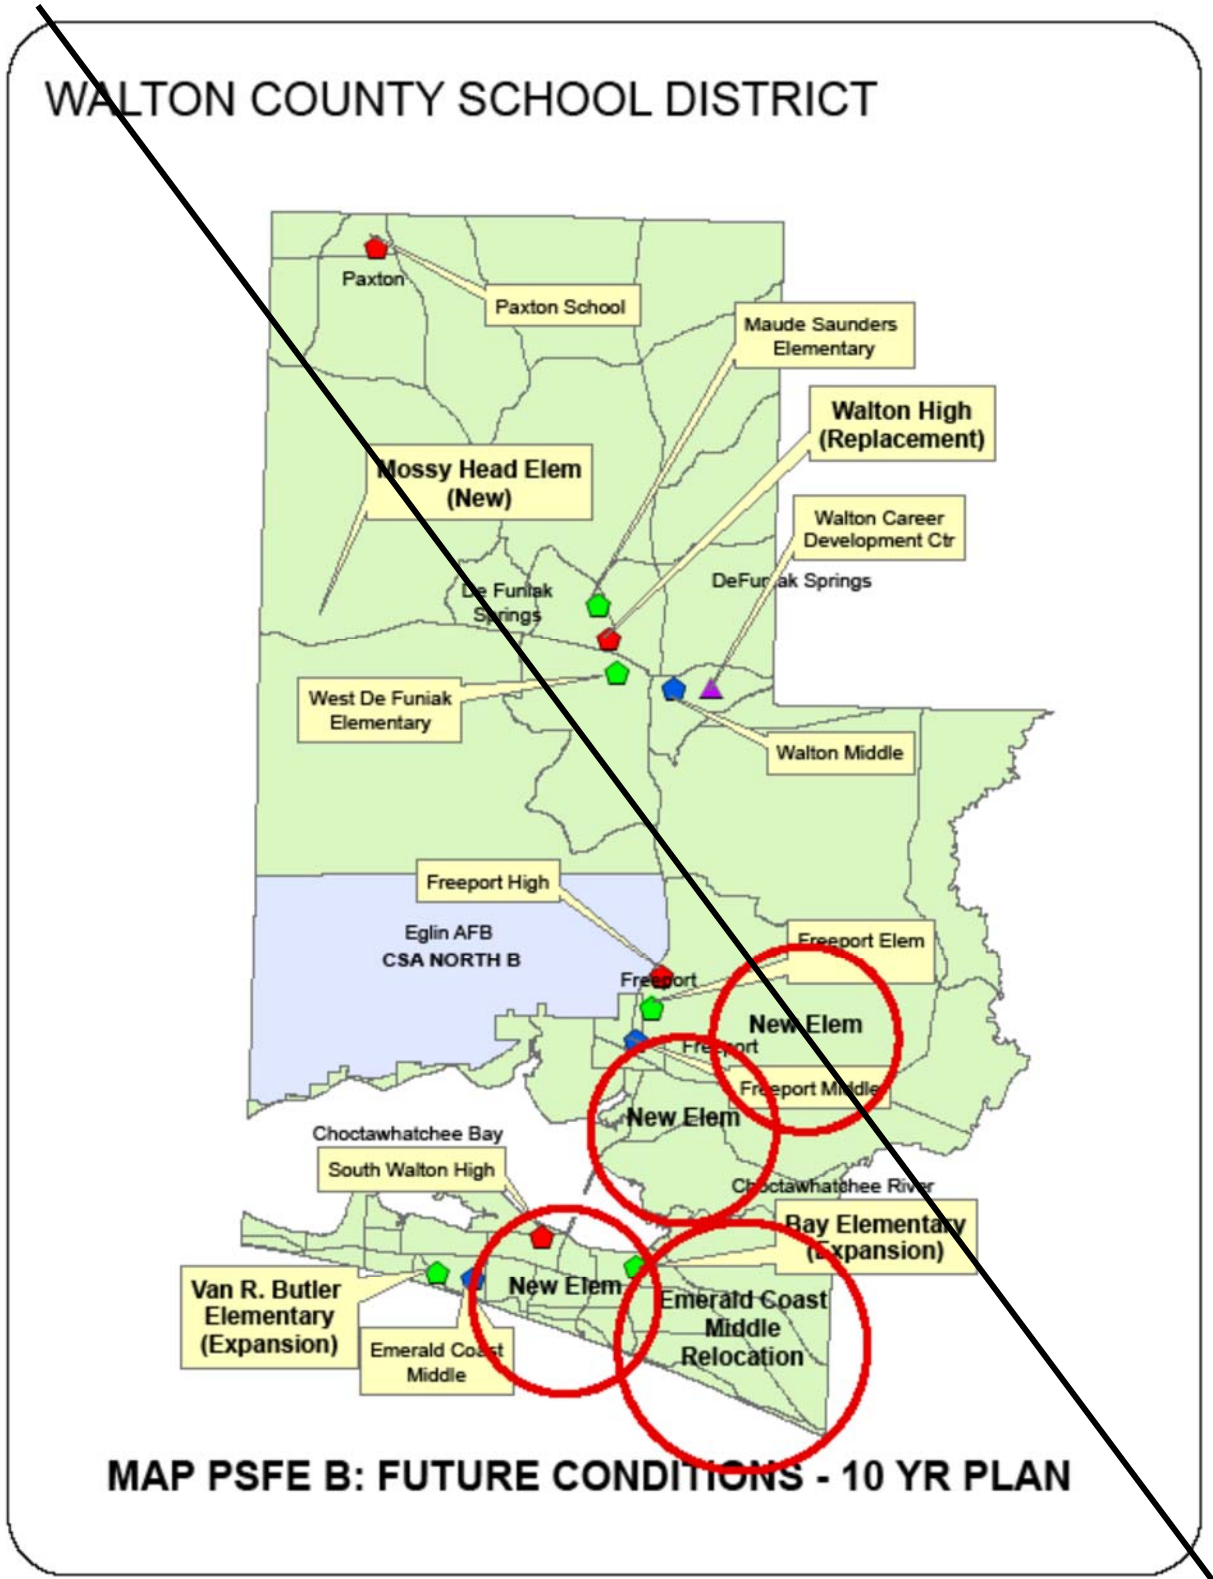 WALTON COUNTY SCHOOL DISTRICT
Paxton
Paxton School
Maude Saunders
Elementary
Walton High
(Replacement)
Mossy Head Elem
(New)
Walton Career
Development Ctr
De Funiak
Springs
DeFuniak Springs
West De Funiak
Elementary
Walton Middle
Freeport High
Eglin AFB
CSA NORTH B
Freeport Elem
Freeport
New Elem
Freeport
Freeport Middle
New Elem
Choctawhatchee Bay
South Walton High
Choctawhatchee River
Bay Elementary
(Expansion)
Van R. Butler
Elementary
(Expansion)
New Elem
Emerald Coast
Middle
Relocation
Emerald Coast
Middle
MAP PSFE B: FUTURE CONDITIONS - 10 YR PLAN